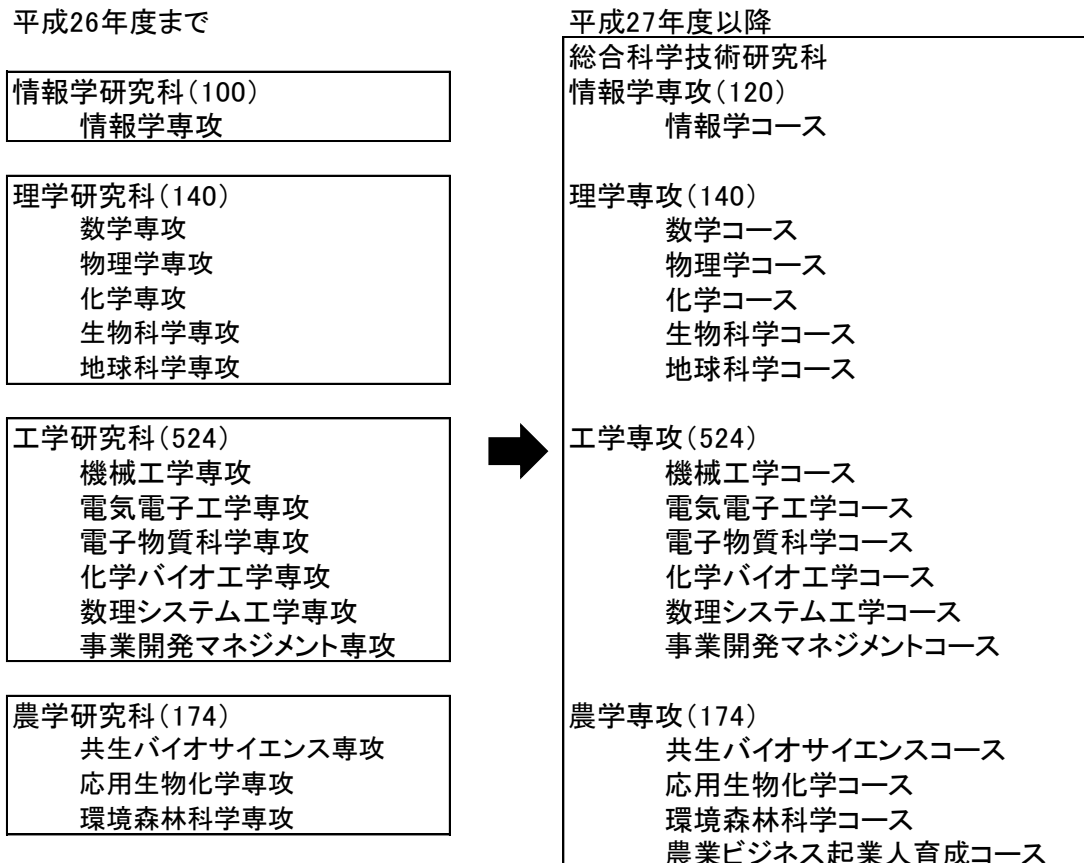 平成26年度まで
情報学研究科(100)
情報学専攻
理学研究科(140)
数学専攻
物理学専攻
化学専攻
生物科学専攻
地球科学専攻
工学研究科(524)
機械工学専攻
電気電子工学専攻
電子物質科学専攻
化学バイオ工学専攻
数理システム工学専攻
事業開発マネジメント専攻
農学研究科(174)
共生バイオサイエンス専攻
応用生物化学専攻
環境森林科学専攻
平成27年度以降
総合科学技術研究科
情報学専攻(120)
情報学コース
理学専攻(140)
数学コース
物理学コース
化学コース
生物科学コース
地球科学コース
工学専攻(524)
機械工学コース
電気電子工学コース
電子物質科学コース
化学バイオ工学コース
数理システム工学コース
事業開発マネジメントコース
農学専攻(174)
共生バイオサイエンスコース
応用生物化学コース
環境森林科学コース
農業ビジネス起業人育成コース